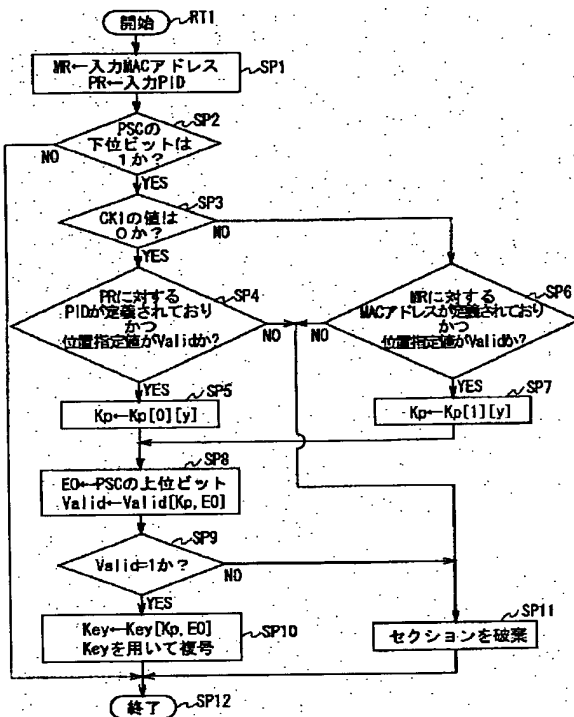 開始
RT1
MR←入力MACアドレス
PR←入力PID
SP1
PSCの
下位ビットは
1か？
SP2
NO
YES
CKIの値は
0か？
SP3
NO
YES
PRに対する
PIDが定義されており
かつ
位置指定値がValidか？
SP4
NO
YES
MRに対する
MACアドレスが定義されており
かつ
位置指定値がValidか？
SP6
NO
YES
Kp←Kp[0][y]
SP5
Kp←Kp[1][y]
SP7
EO←PSCの上位ビット
Valid←Valid[Kp,EO]
SP8
Valid=1か？
SP9
NO
YES
Key←Key[Kp,EO]
Keyを用いて復号
SP10
セクションを破棄
SP11
終了
SP12